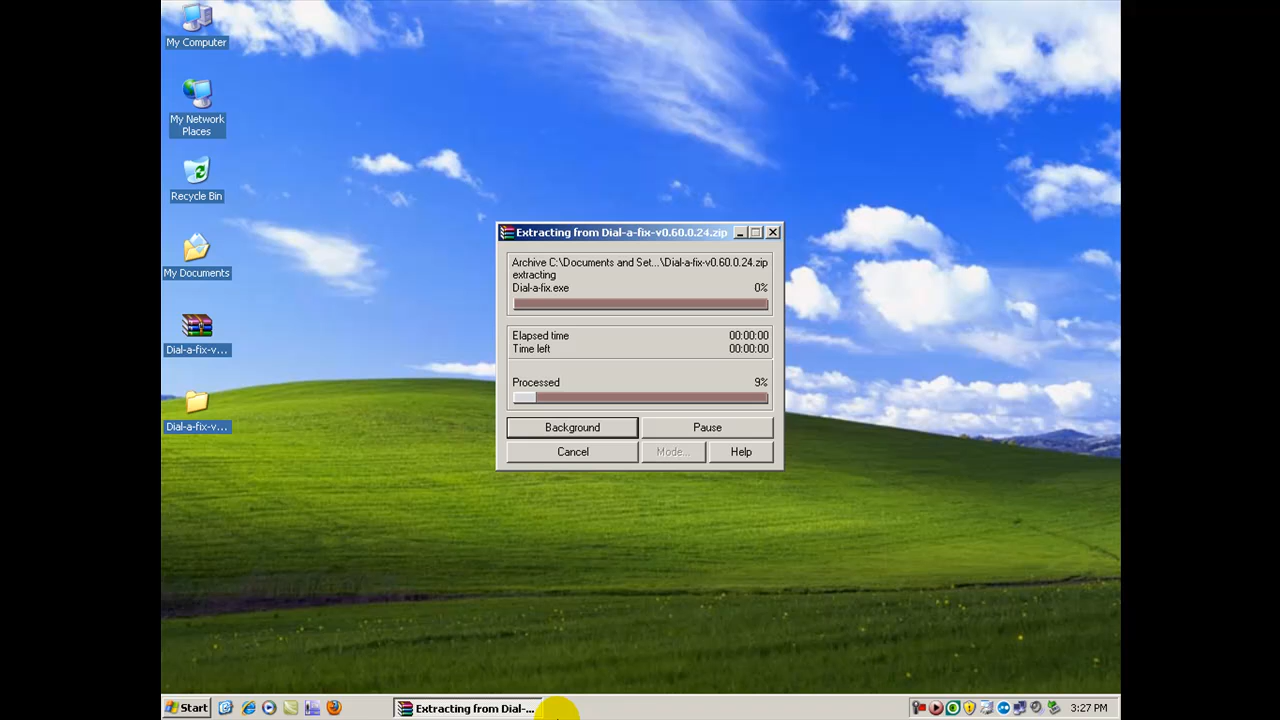 My Computer
My Network
Places
Recycle Bin
My Documents
Dial-a-fix-v...
Dial-a-fix-v...
Extracting from Dial-a-fix-v0.60.0.24.zip
Archive C:\Documents and Set...\Dial-a-fix-v0.60.0.24.zip
extracting
Dial-a-fix.exe 0%
Elapsed time 00:00:00
Time left 00:00:00
Processed 9%
Background Pause
Cancel Mode... Help
Start Extracting from Dial-... 3:27 PM